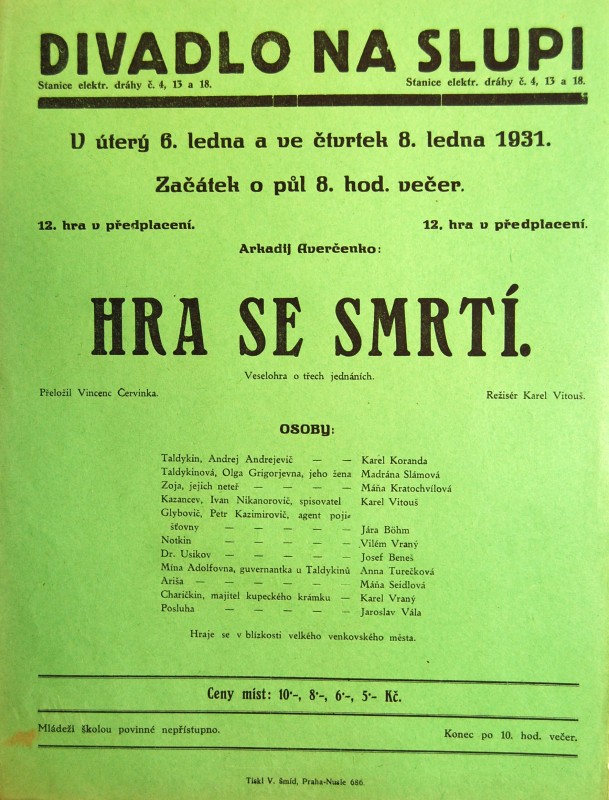 DIVADLO NA SLUPI
Stanice elektr. dráhy č. 4, 13 a 18.
Stanice elektr. dráhy č. 4, 13 a 18.
V úterý 6. ledna a ve čtvrtek 8. ledna 1931.
Začátek o půl 8. hod. večer.
12. hra v předplacení.
12. hra v předplacení.
Arkadij Averčenko:
HRA SE SMRTÍ.
Veselohra o třech jednáních.
Přeložil Vincenc Červinka.
Režisér Karel Vitouš.
OSOBY:
Taldykin, Andrej Andrejevič — — Karel Koranda
Taldykinová, Olga Grigorjevna, jeho žena Madrána Slámová
Zoja, jejich neteř — — — — Máňa Kratochvílová
Kazancev, Ivan Nikanorovič, spisovatel Karel Vitouš
Glybovič, Petr Kazimirovič, agent poji-
šťovny — — — — — Jára Böhm
Notkin — — — — — Vilém Vraný
Dr. Usikov — — — — — Josef Beneš
Mina Adolfovna, guvernantka u Taldykinů Anna Turečková
Ariša — — — — — — Máňa Seidlová
Charičkin, majitel kupeckého krámku — Karel Vraný
Posluha — — — — — Jaroslav Vála
Hraje se v blízkosti velkého venkovského města.
Ceny míst: 10·-, 8·-, 6·-, 5·- Kč.
Mládeži školou povinné nepřístupno.
Konec po 10. hod. večer.
Tiskl V. Šmíd, Praha-Nusle 686.